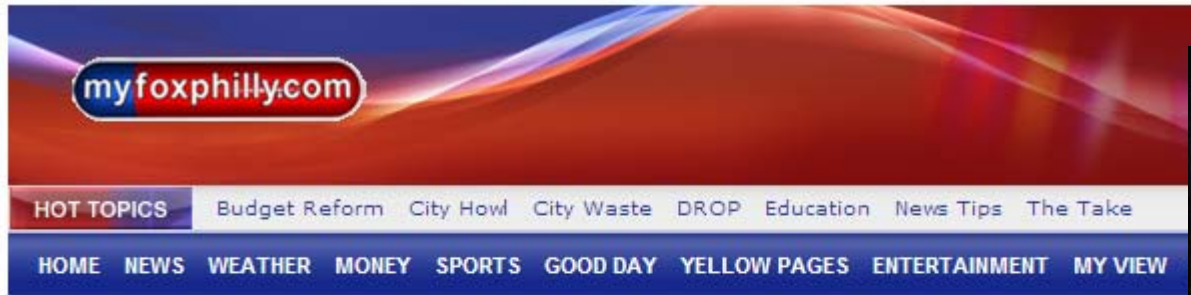 myfoxphilly.com
HOT TOPICS Budget Reform City Howl City Waste DROP Education News Tips The Take
HOME NEWS WEATHER MONEY SPORTS GOOD DAY YELLOW PAGES ENTERTAINMENT MY VIEW